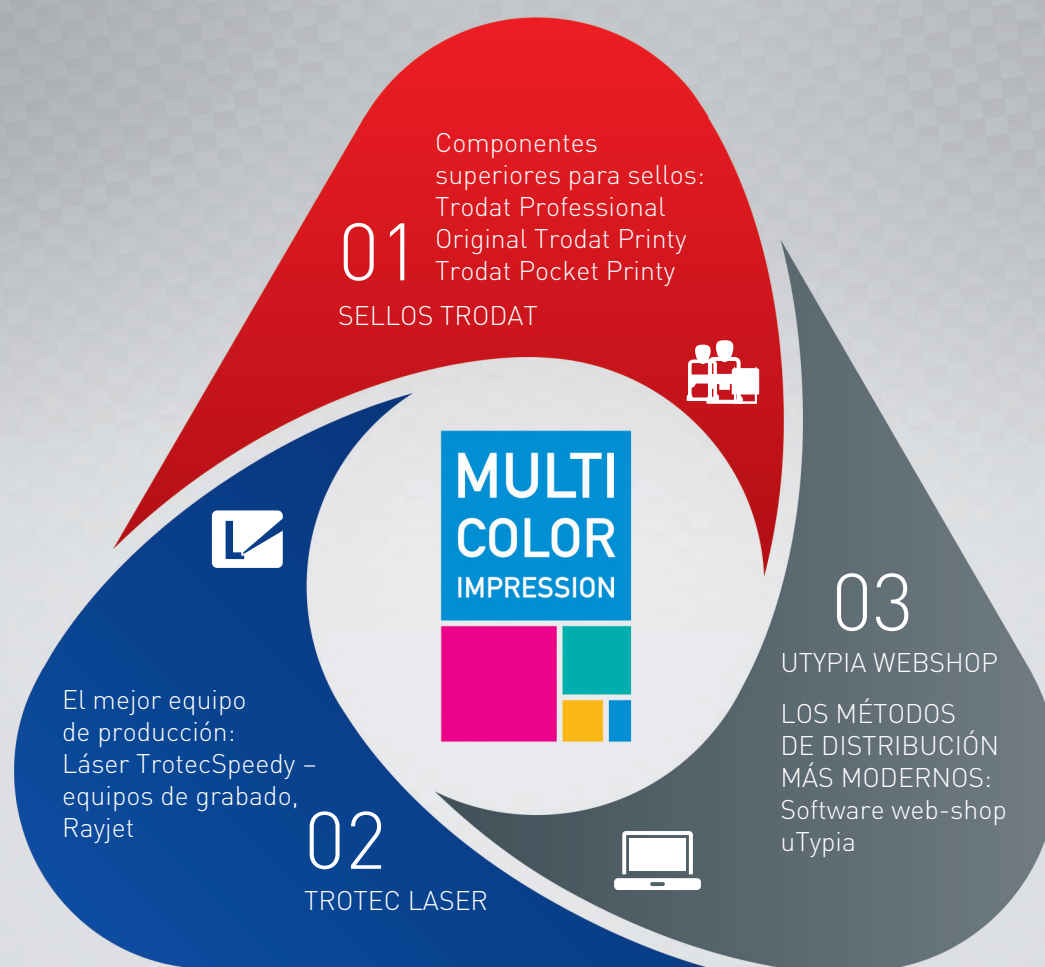 Componentes
superiores para sellos:
Trodat Professional
Original Trodat Printy
Trodat Pocket Printy
01
SELLOS TRODAT
MULTI
COLOR
IMPRESSION
L
El mejor equipo
de producción:
Láser TrotecSpeedy –
equipos de grabado,
Rayjet
02
TROTEC LASER
03
UTYPIA WEBSHOP
LOS MÉTODOS
DE DISTRIBUCIÓN
MÁS MODERNOS:
Software web-shop
uTypia